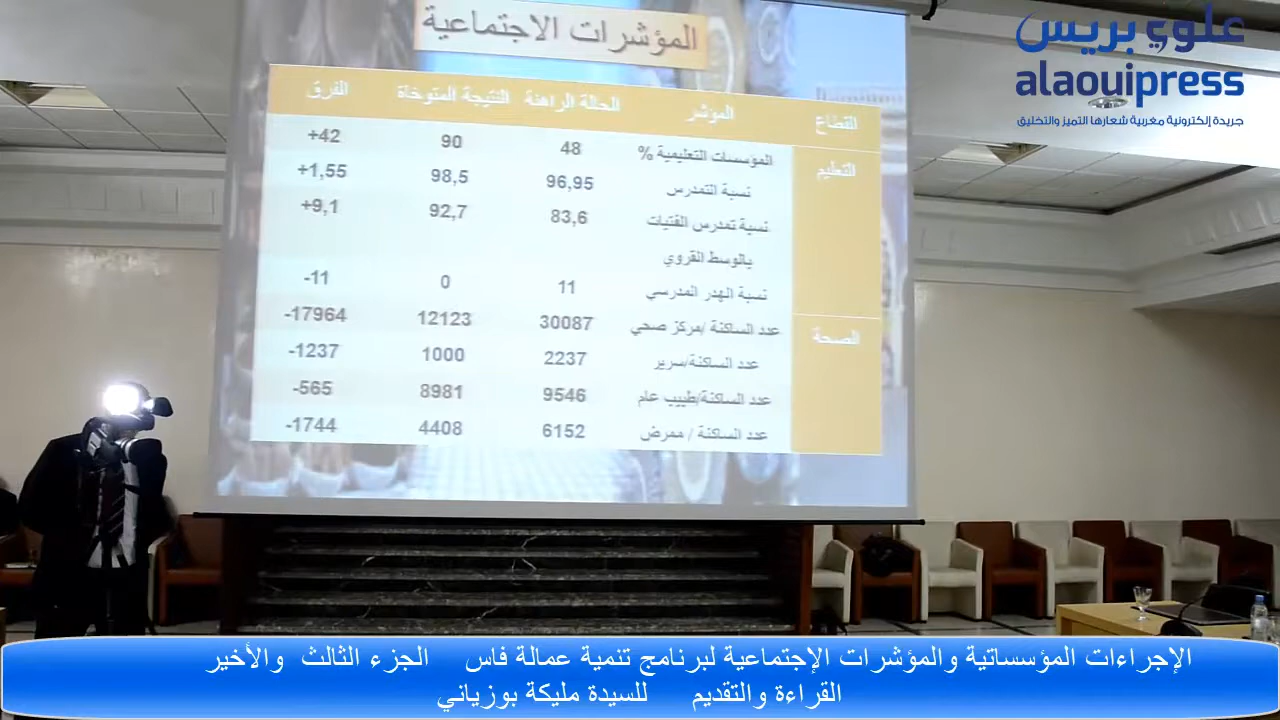 علوي بريس
alaouipress
جريدة إلكترونية مغربية شعارها التميز والتخليق
المؤشرات الاجتماعية
القطاع المؤشر الحالة الراهنة النتيجة المتوخاة الفرق
التعليم المؤسسات التعليمية % 48 90 +42
نسبة التمدرس 96,95 98,5 +1,55
نسبة تمدرس الفتيات 83,6 92,7 +9,1
بالوسط القروي
نسبة الهدر المدرسي 11 0 -11
الصحة عدد الساكنة /مركز صحي 30087 12123 -17964
عدد الساكنة/سرير 2237 1000 -1237
عدد الساكنة/طبيب عام 9546 8981 -565
عدد الساكنة / ممرض 6152 4408 -1744
الإجراءات المؤسساتية والمؤشرات الإجتماعية لبرنامج تنمية عمالة فاس الجزء الثالث والأخير
القراءة والتقديم للسيدة مليكة بوزياني